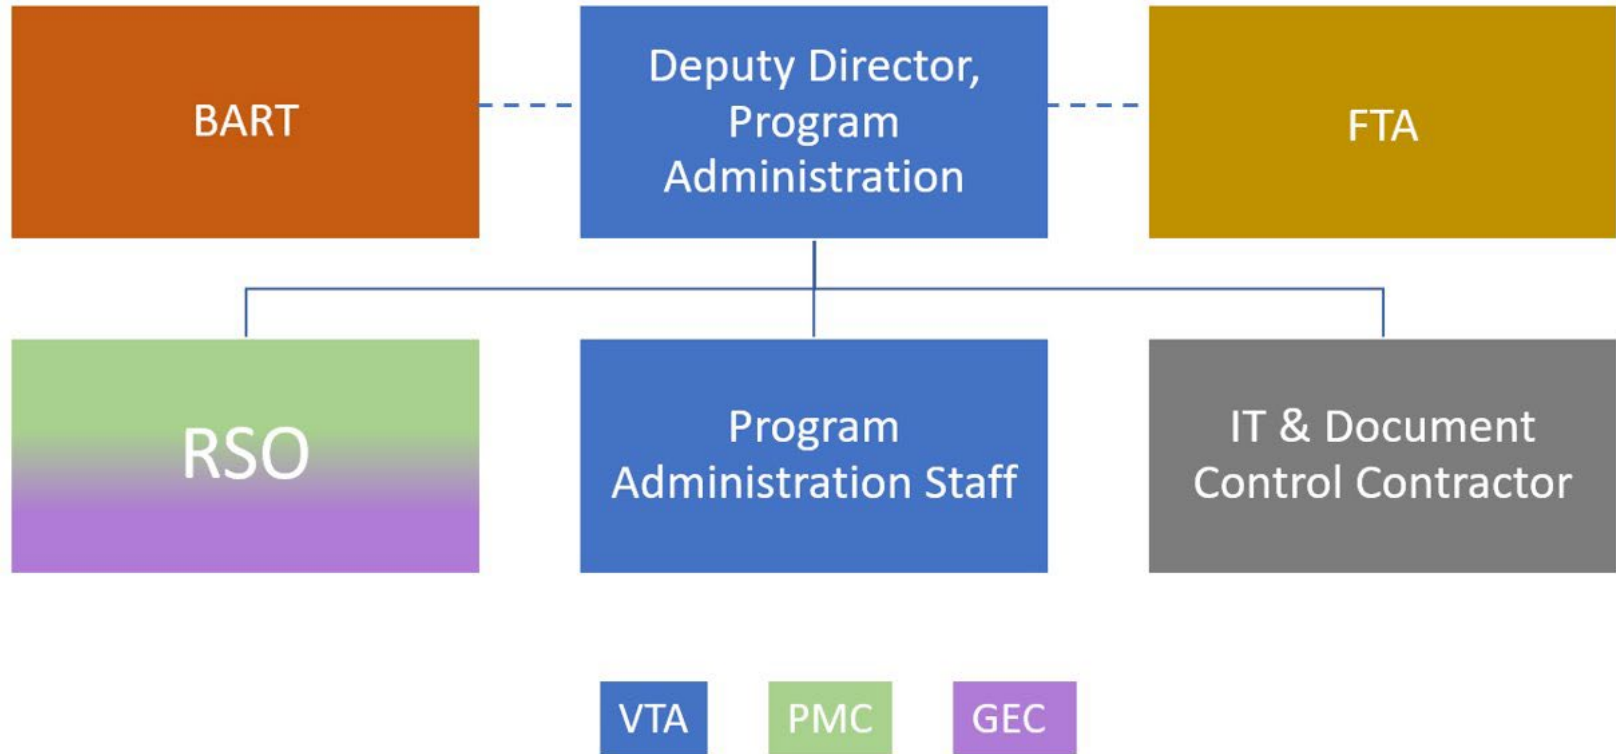 BART
Deputy Director,
Program
Administration
FTA
RSO
Program
Administration Staff
IT & Document
Control Contractor
VTA
PMC
GEC